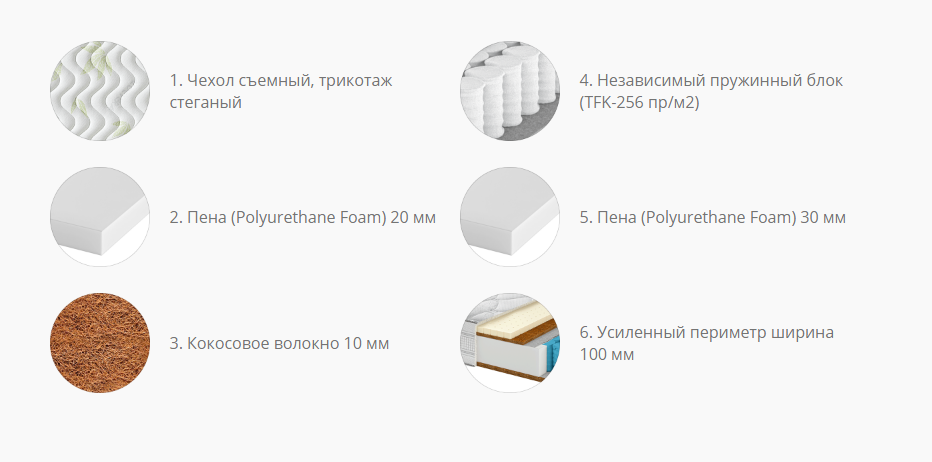 1. Чехол съемный, трикотаж
стеганый
2. Пена (Polyurethane Foam) 20 мм
3. Кокосовое волокно 10 мм
4. Независимый пружинный блок
(TFK-256 пр/м2)
5. Пена (Polyurethane Foam) 30 мм
6. Усиленный периметр ширина
100 мм